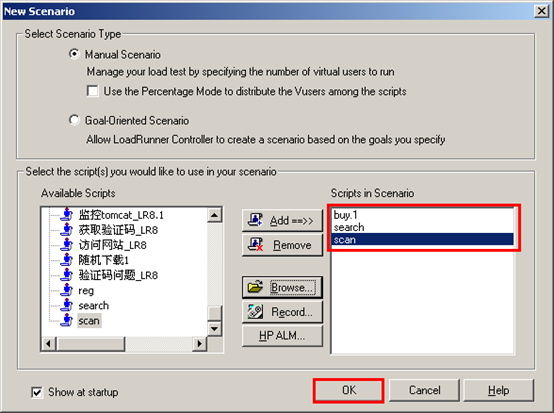 New Scenario
Select Scenario Type
Manual Scenario
Manage your load test by specifying the number of virtual users to run
Use the Percentage Mode to distribute the Vusers among the scripts
Goal-Oriented Scenario
Allow LoadRunner Controller to create a scenario based on the goals you specify
Select the script(s) you would like to use in your scenario
Available Scripts
监控tomcat_LR8.1
获取验证码_LR8
访问网站_LR8
随机下载1
验证码问题_LR8
reg
search
scan
Add ==>>
Remove
Browse...
Record...
HP ALM...
Scripts in Scenario
buy.1
search
scan
Show at startup
OK
Cancel
Help